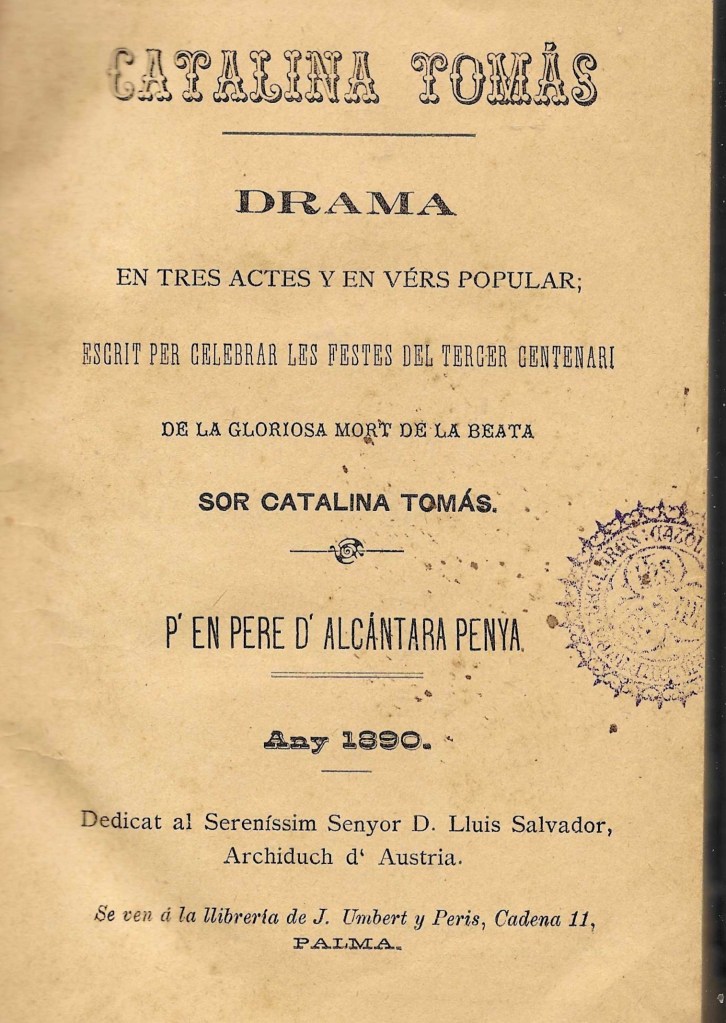 CATALINA TOMÁS
DRAMA
EN TRES ACTES Y EN VÉRS POPULAR;
ESCRIT PER CELEBRAR LES FESTES DEL TERCER CENTENARI
DE LA GLORIOSA MORT DE LA BEATA
SOR CATALINA TOMÁS.
P' EN PERE D' ALCÁNTARA PENYA.
Any 1890.
Dedicat al Sereníssim Senyor D. Lluis Salvador,
Archiduch d‘ Austria.
Se ven á la llibrería de J. Umbert y Peris, Cadena 11,
PALMA.